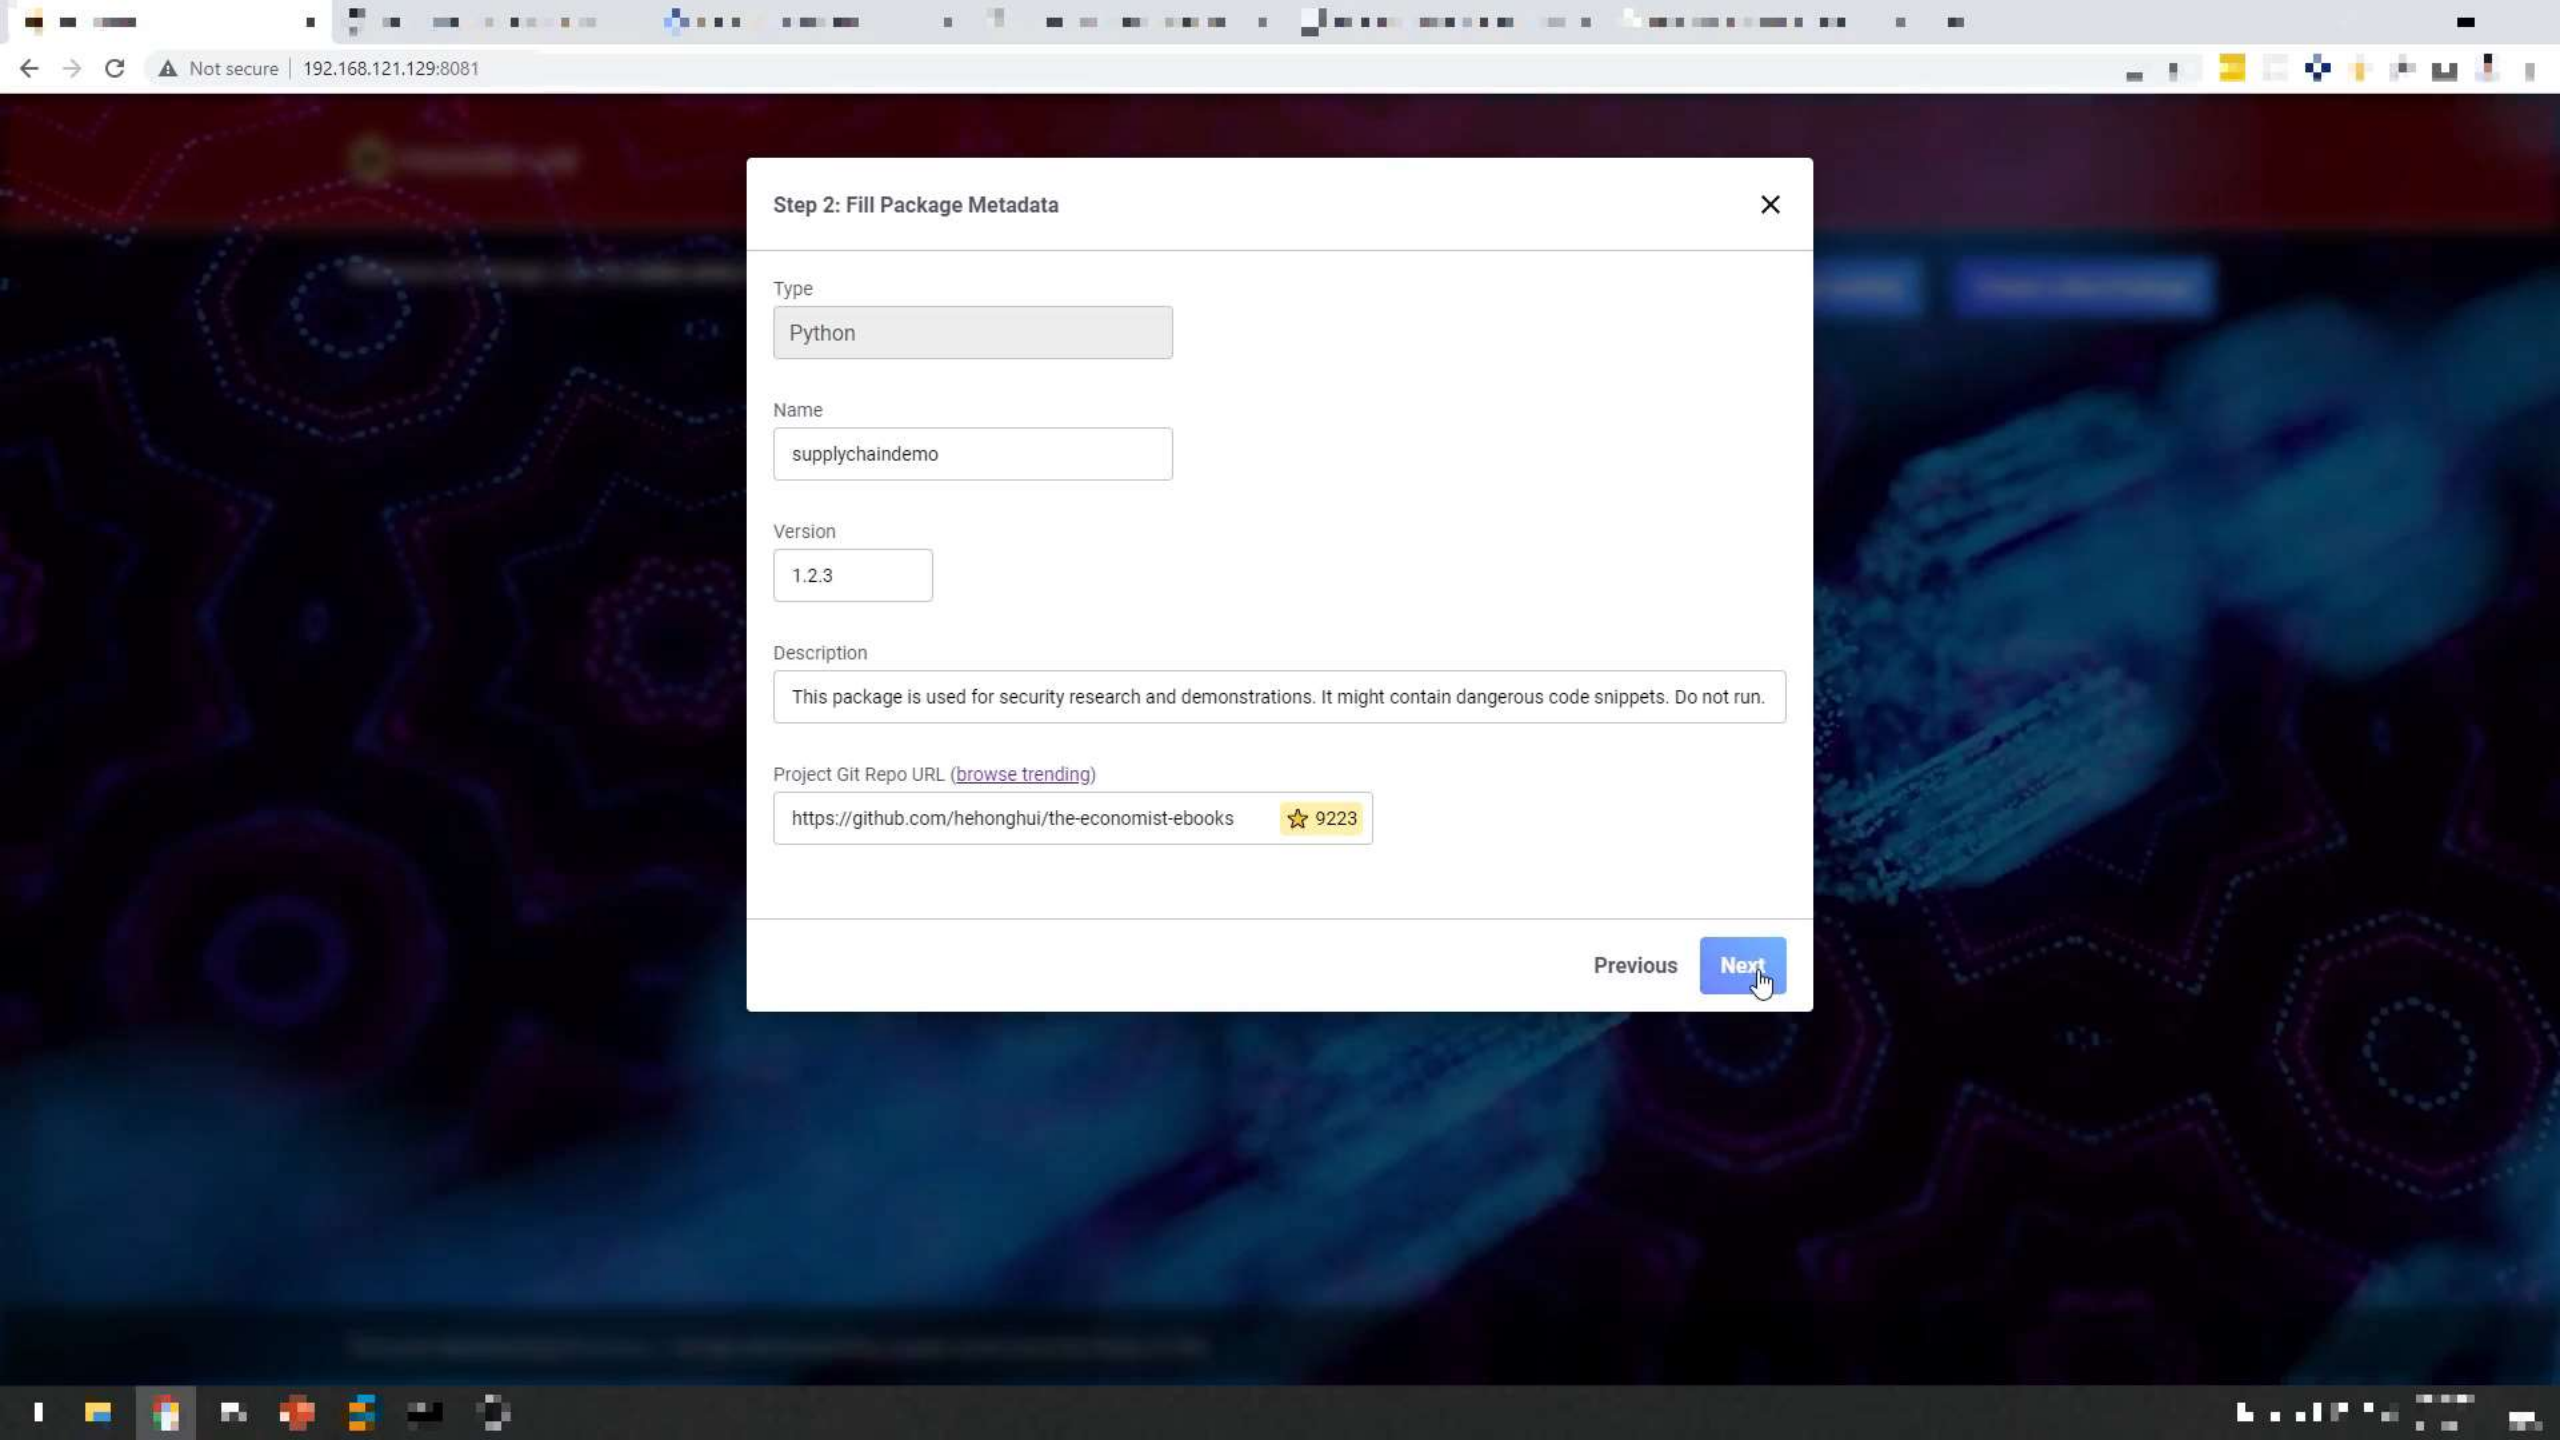 Not secure
192.168.121.129:8081
Step 2: Fill Package Metadata
Type
Python
Name
supplychaindemo
Version
1.2.3
Description
This package is used for security research and demonstrations. It might contain dangerous code snippets. Do not run.
Project Git Repo URL (browse trending)
https://github.com/hehonghui/the-economist-ebooks 9223
Previous Next